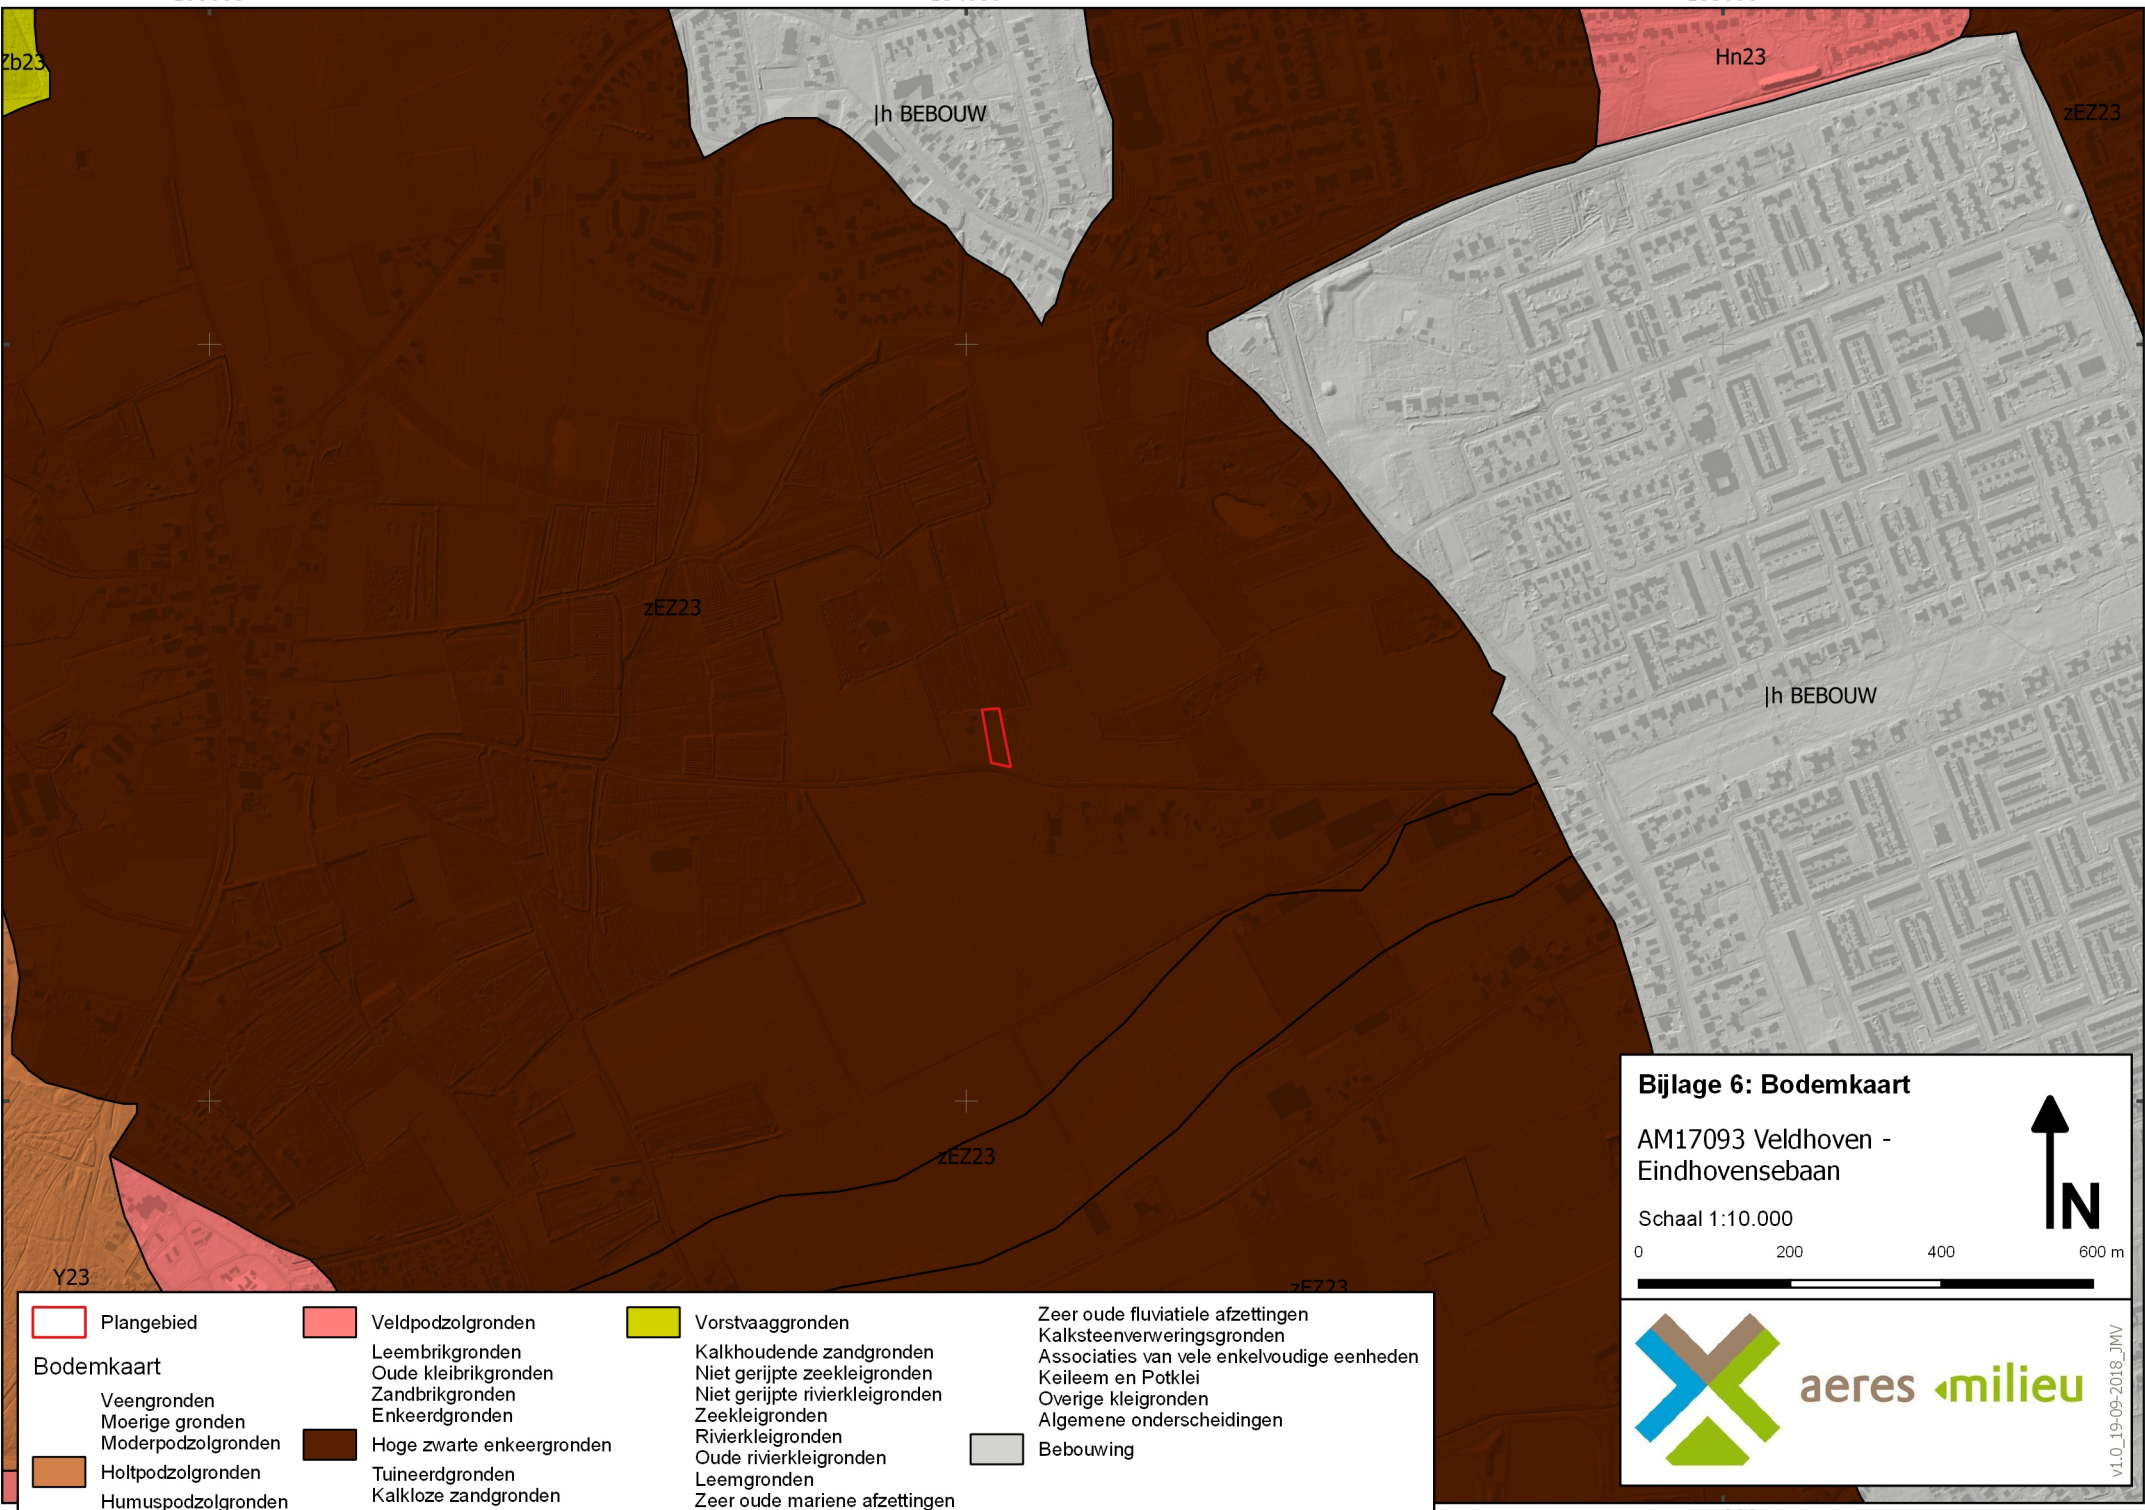 Zb23
|h BEBOUW
Hn23
zEZ23
zEZ23
|h BEBOUW
zEZ23
zEZ23
Y23
Bijlage 6: Bodemkaart
AM17093 Veldhoven -
Eindhovensebaan
N
Schaal 1:10.000
0 200 400 600 m
aeres milieu
v1.0_19-09-2018_JMV
Plangebied
Bodemkaart
Veengronden
Moerige gronden
Moderpodzolgronden
Holtpodzolgronden
Humuspodzolgronden
Veldpodzolgronden
Leembrikgronden
Oude kleibrikgronden
Zandbrikgronden
Enkeerdgronden
Hoge zwarte enkeergronden
Tuineerdgronden
Kalkloze zandgronden
Vorstvaaggronden
Kalkhoudende zandgronden
Niet gerijpte zeekleigronden
Niet gerijpte rivierkleigronden
Zeekleigronden
Rivierkleigronden
Oude rivierkleigronden
Leemgronden
Zeer oude mariene afzettingen
Zeer oude fluviatiele afzettingen
Kalksteenverweringsgronden
Associaties van vele enkelvoudige eenheden
Keileem en Potklei
Overige kleigronden
Algemene onderscheidingen
Bebouwing